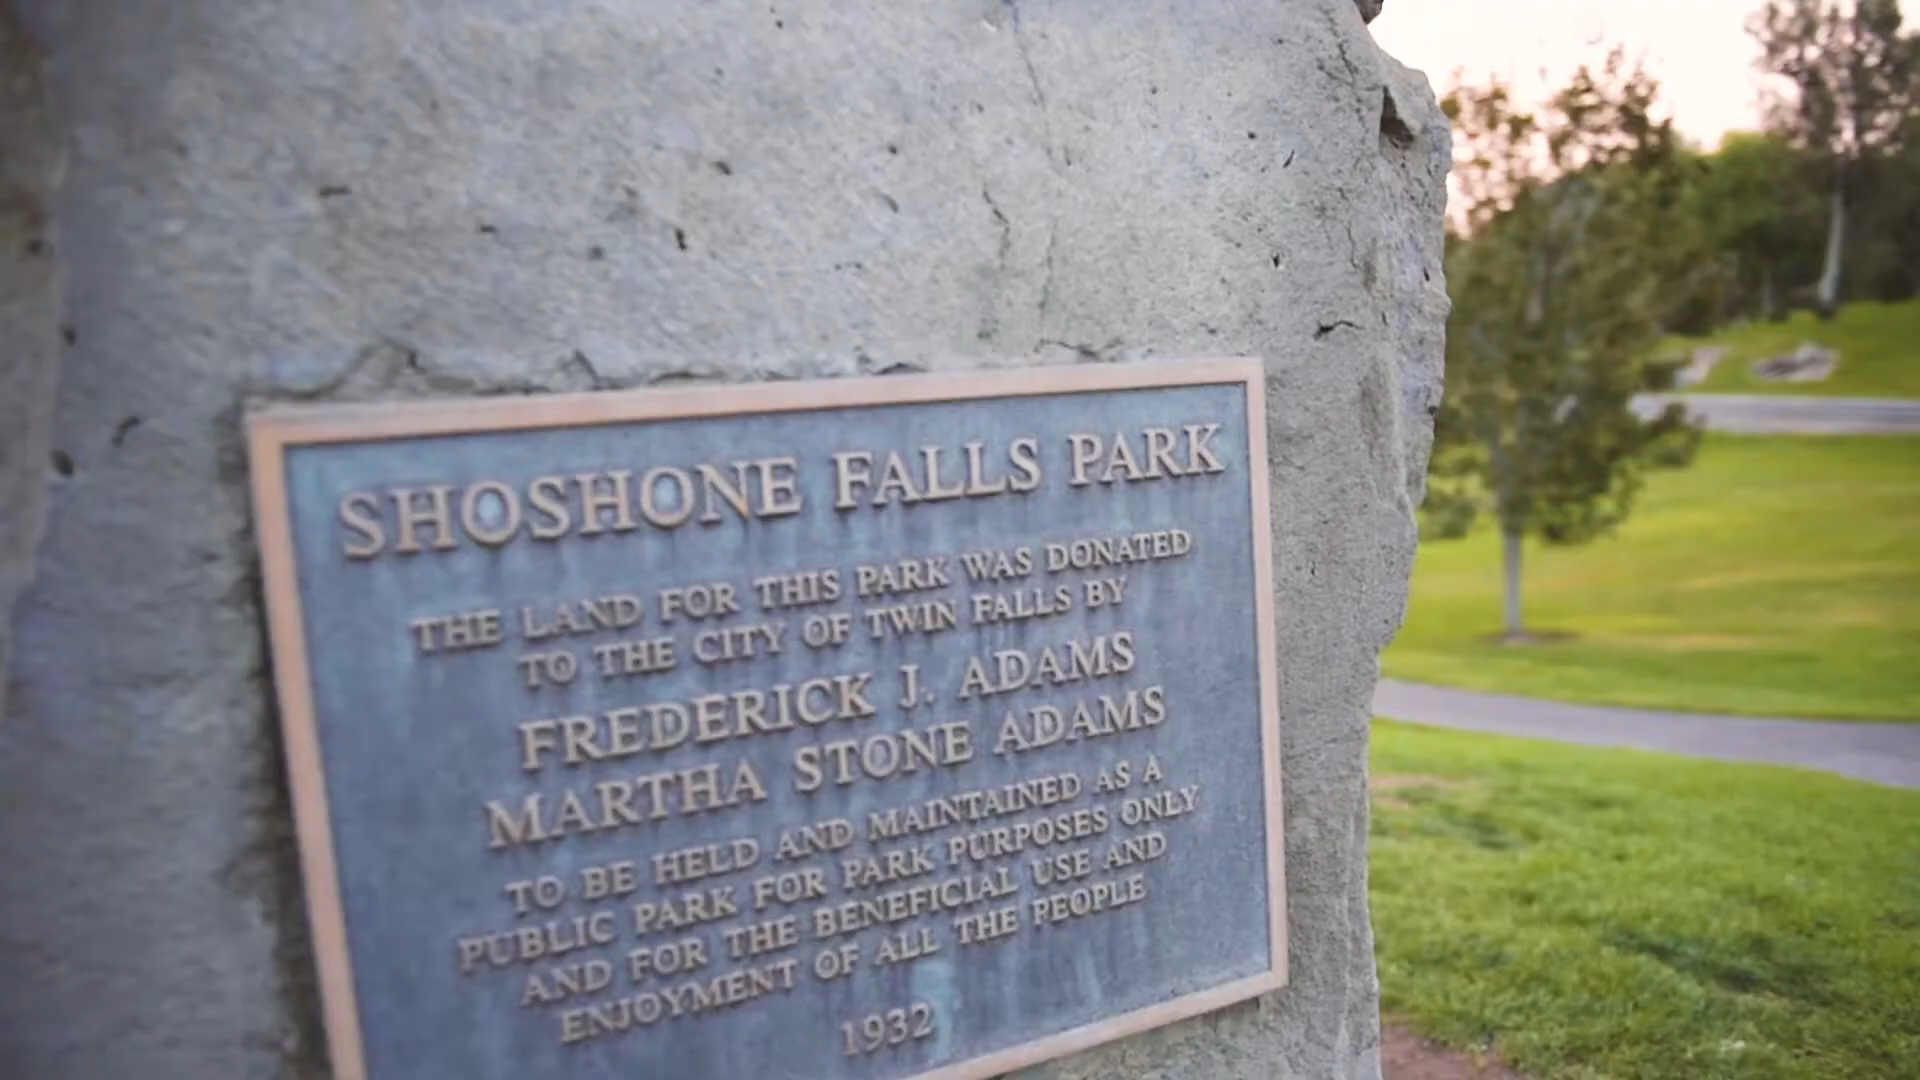 SHOSHONE FALLS PARK
THE LAND FOR THIS PARK WAS DONATED
TO THE CITY OF TWIN FALLS BY
FREDERICK J. ADAMS
MARTHA STONE ADAMS
TO BE HELD AND MAINTAINED AS A
PUBLIC PARK FOR PARK PURPOSES ONLY
AND FOR THE BENEFICIAL USE AND
ENJOYMENT OF ALL THE PEOPLE
1932